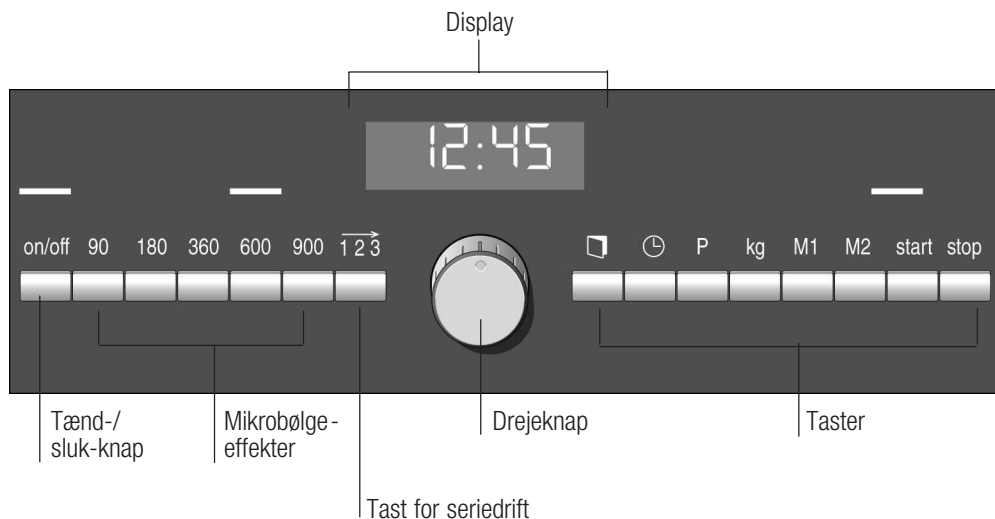 Display
12:45
on/off 90 180 360 600 900 1 2 3 P kg M1 M2 start stop
Tænd-/
sluk-knap
Mikrobølge-
effekter
Drejeknap
Taster
Tast for seriedrift